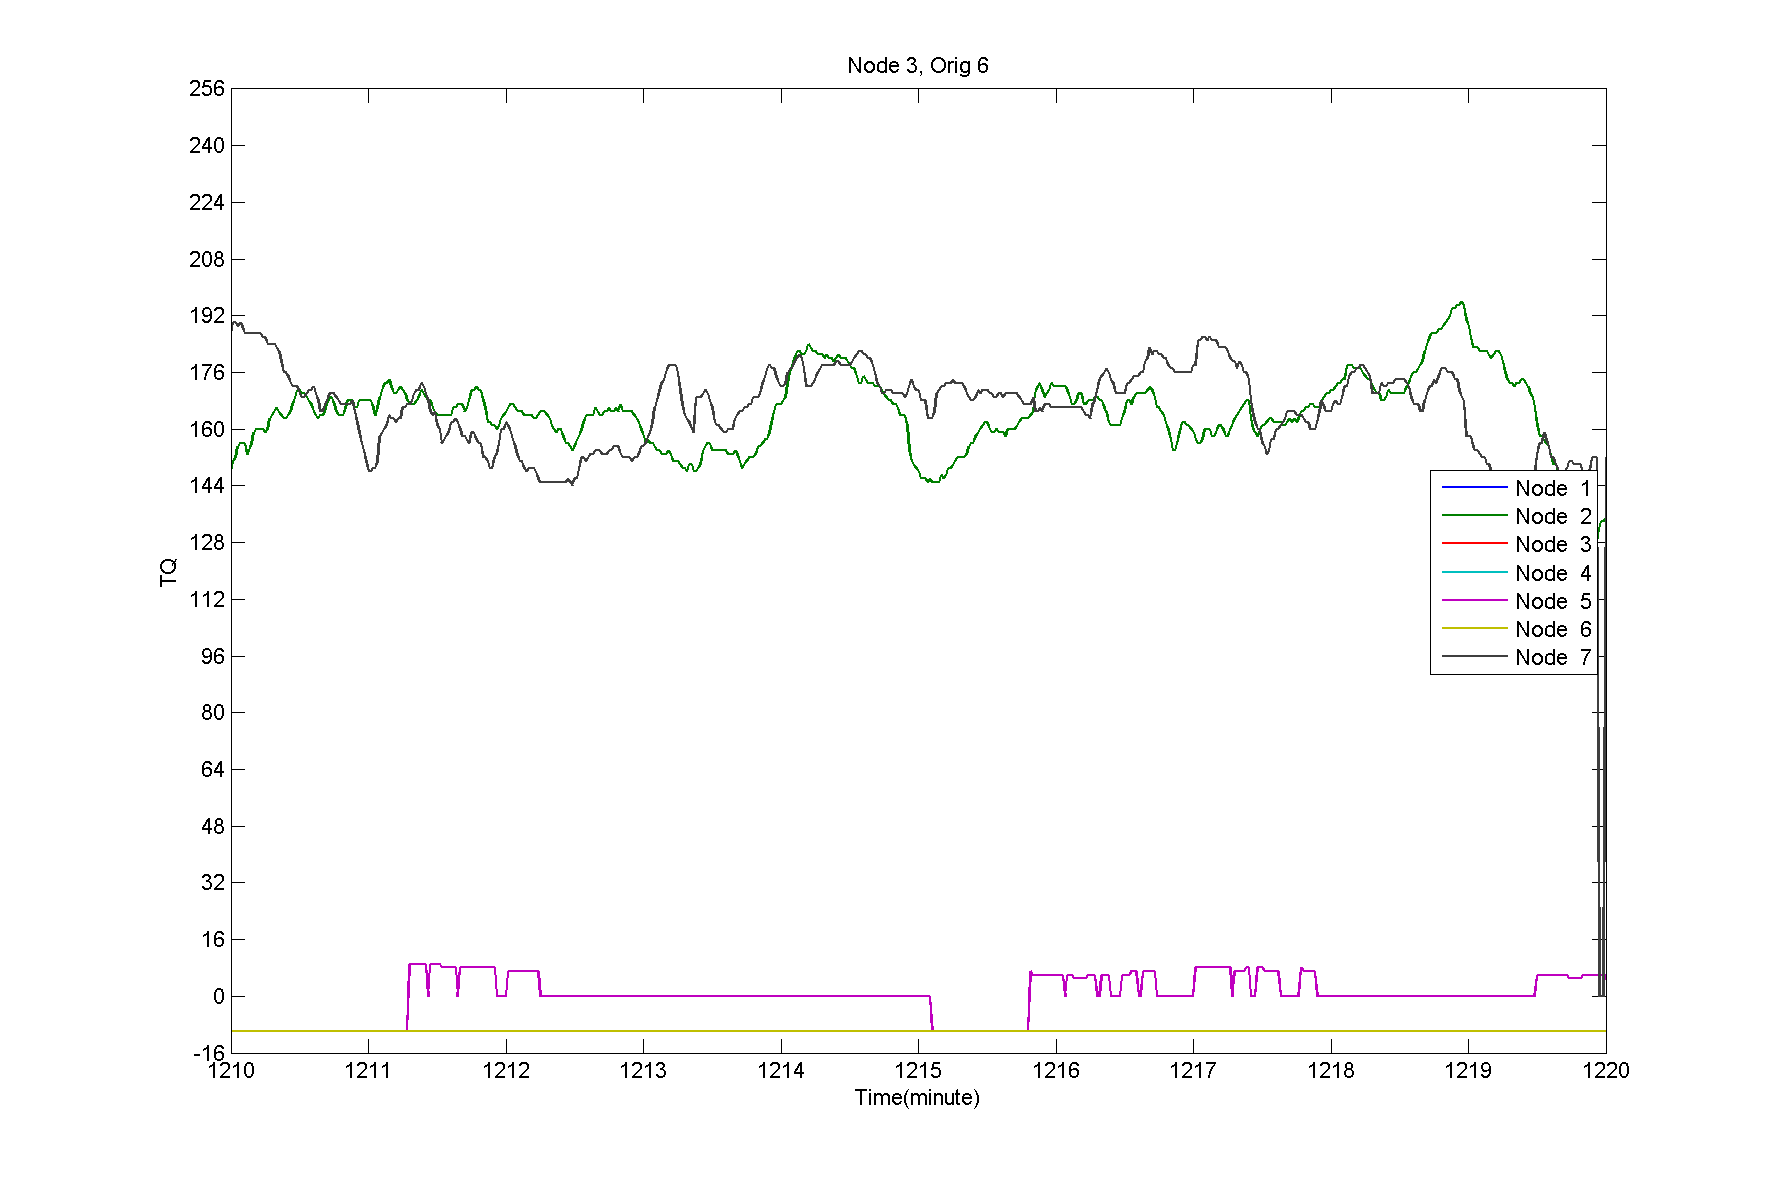 Node 3, Orig 6
256
240
224
208
192
176
160
144
128
112
96
80
64
48
32
16
0
-16
TQ
Node 1
Node 2
Node 3
Node 4
Node 5
Node 6
Node 7
1210 1211 1212 1213 1214 1215 1216 1217 1218 1219 1220
Time(minute)